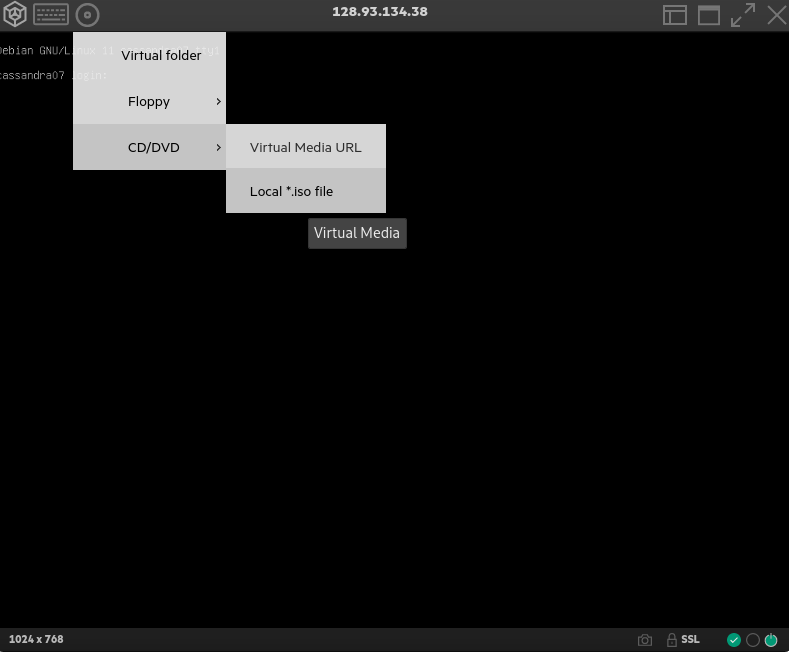 128.93.134.38
Debian GNU/Linux 11 tty1
Virtual folder
cassandra07 login:
Floppy
CD/DVD
Virtual Media URL
Local *.iso file
Virtual Media
1024 x 768
SSL